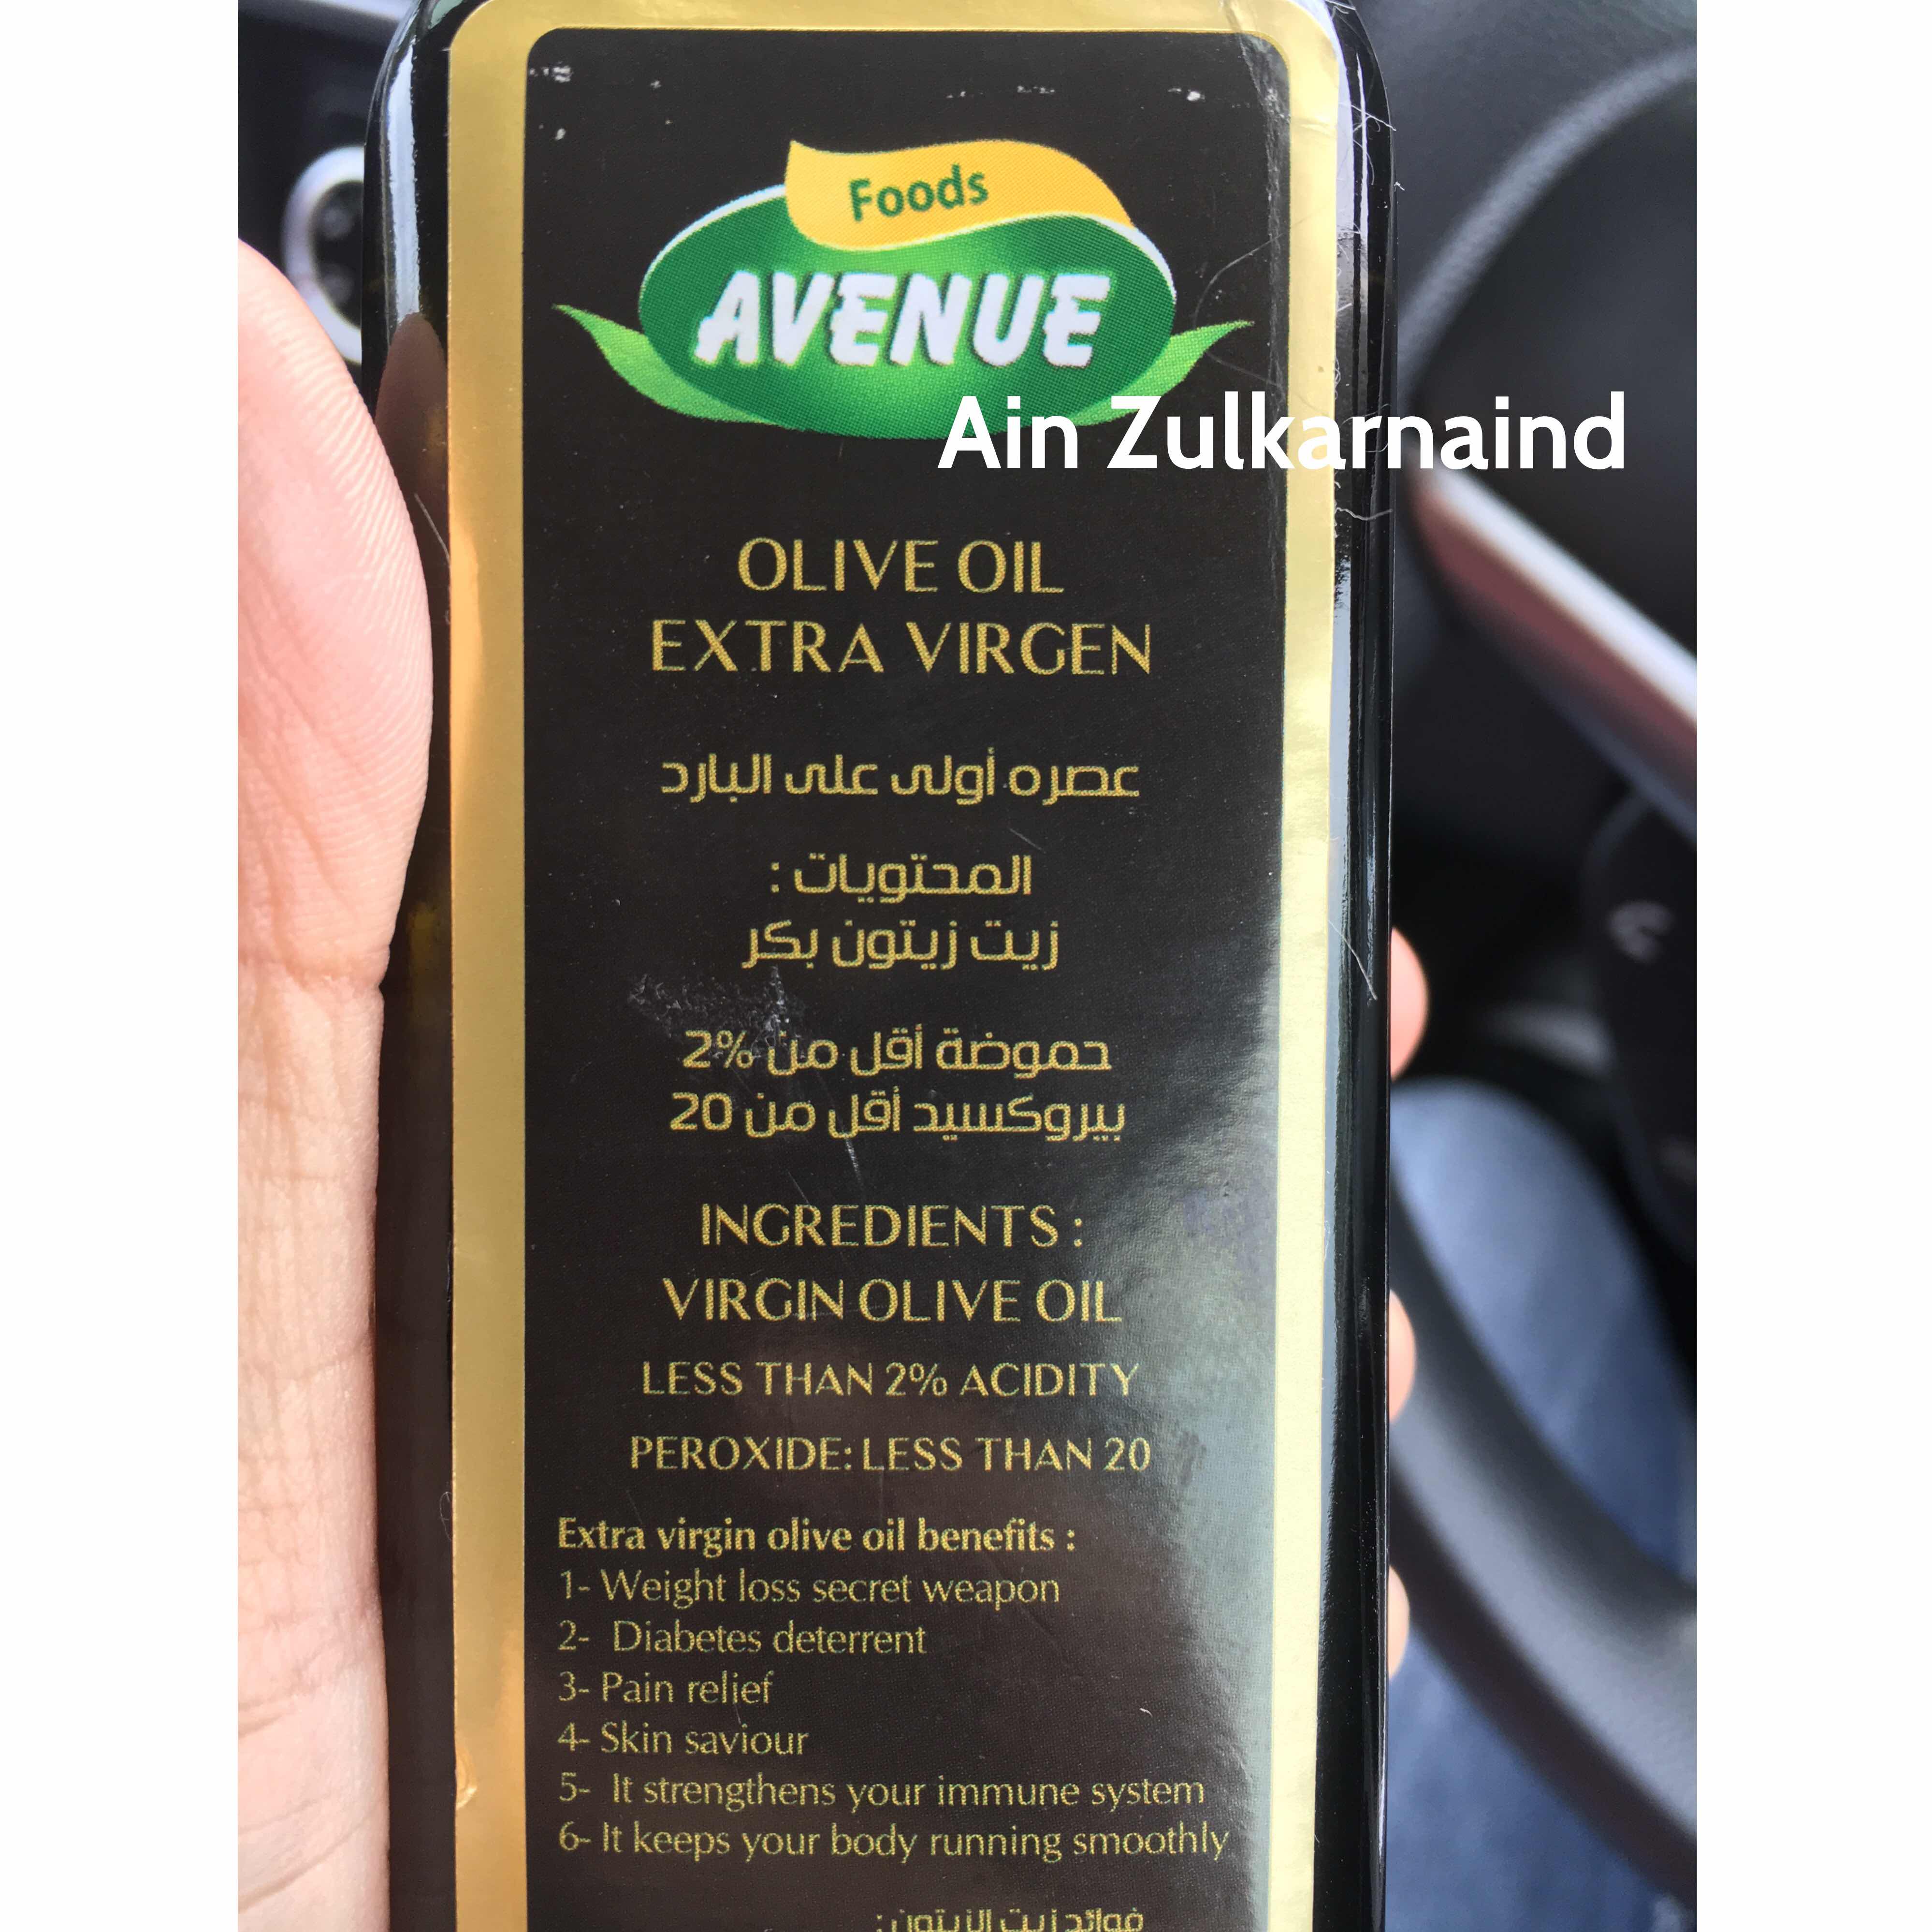 Foods
AVENUE
Ain Zulkarnaind
OLIVE OIL
EXTRA VIRGEN
عصره أولى على البارد
المحتويات :
زيت زيتون بكر
حموضة أقل من %2
بيروكسيد أقل من 20
INGREDIENTS :
VIRGIN OLIVE OIL
LESS THAN 2% ACIDITY
PEROXIDE: LESS THAN 20
Extra virgin olive oil benefits :
1- Weight loss secret weapon
2- Diabetes deterrent
3- Pain relief
4- Skin saviour
5- It strengthens your immune system
6- It keeps your body running smoothly
فوائد زيت الزيتون :